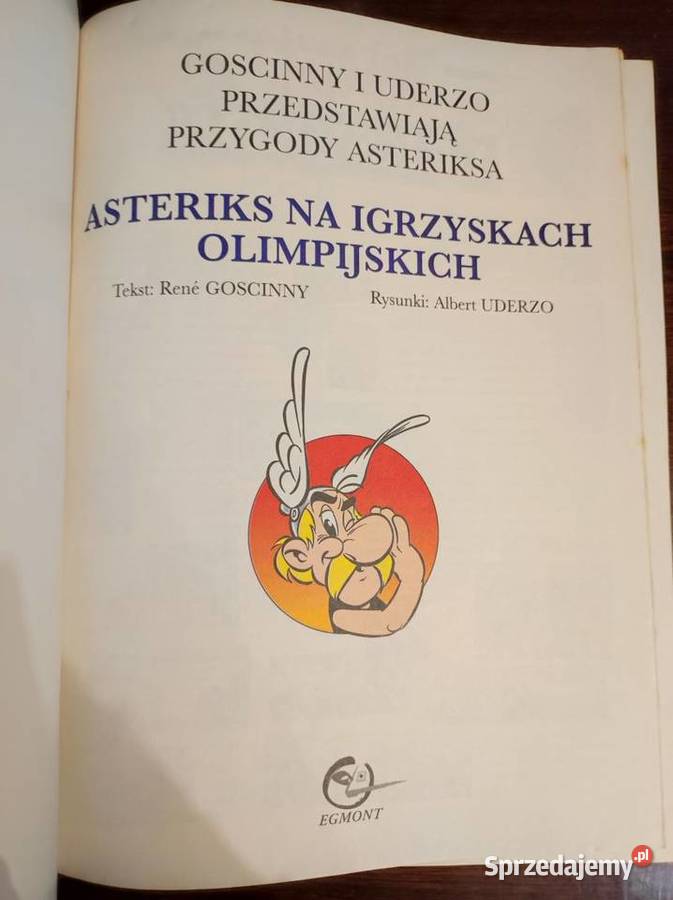 GOSCINNY I UDERZO
PRZEDSTAWIAJĄ
PRZYGODY ASTERIKSA
ASTERIKS NA IGRZYSKACH
OLIMPIJSKICH
Tekst: René GOSCINNY
Rysunki: Albert UDERZO
EGMONT
Sprzedajemy.pl